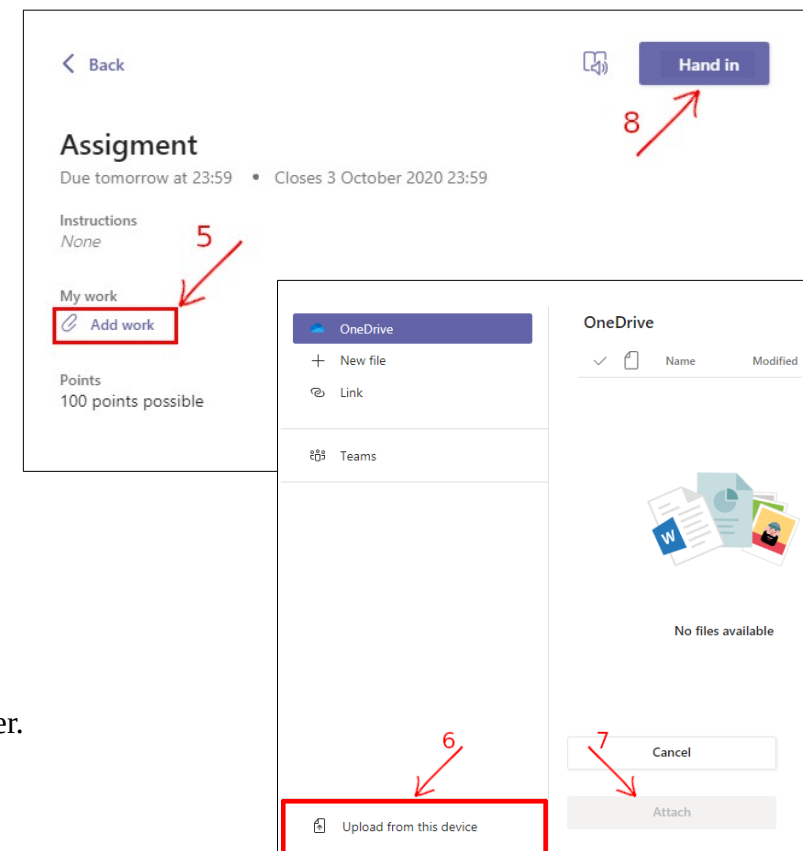 Back
Hand in
8
Assigment
Due tomorrow at 23:59 • Closes 3 October 2020 23:59
Instructions
None
5
My work
Add work
Points
100 points possible
OneDrive
New file
Link
Teams
OneDrive
Name Modified
W
No files available
er.
6
7
Cancel
Attach
Upload from this device